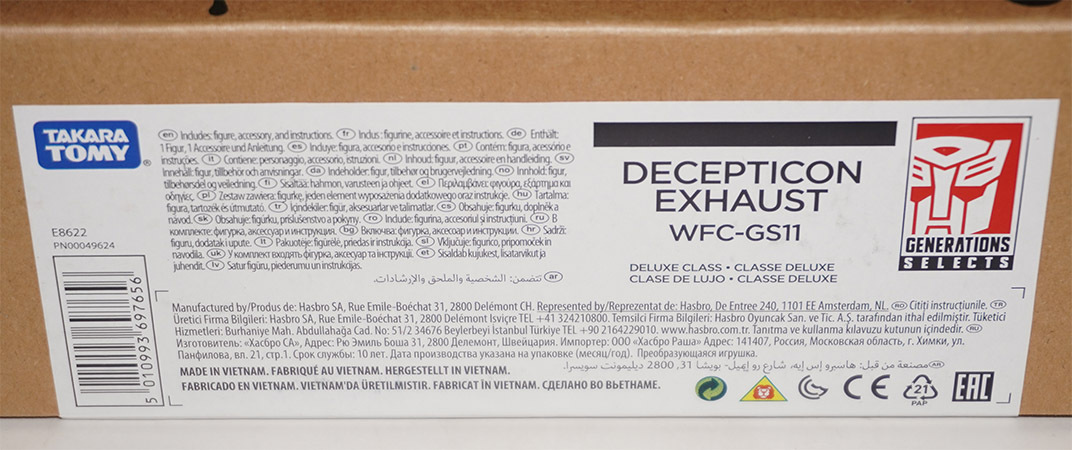 TAKARA
TOMY®
en Includes: figure, accessory, and instructions. fr Inclus : figurine, accessoire et instructions. de Enthält:
1 Figur, 1 Accessoire und Anleitung. es Incluye: figura, accesorio e instrucciones. pt Contém: figura, acessório e
instruções. it Contiene: personaggio, accessorio, istruzioni. nl Inhoud: figuur, accessoire en handleiding. sv
Innehåll: figur, tillbehör och anvisningar. da Indeholder: figur, tilbehør og brugervejledning. no Innhold: figur,
tilbehørsdel og veiledning. fi Sisältää: hahmon, varusteen ja ohjeet. el Περιλαμβάνει: φιγούρα, εξάρτημα και
οδηγίες. pl Zestaw zawiera: figurkę, jeden element wyposażenia dodatkowego oraz instrukcje. hu Tartalma:
figura, tartozék és útmutató. tr İçindekiler: figür, aksesuarlar ve talimatlar. cs Obsahuje: figurku, doplněk a
návod. sk Obsahuje: figúrku, príslušenstvo a pokyny. ro Include: figurina, accesoriul și instrucțiuni. ru В
комплекте: фигурка, аксессуар и инструкция. bg Включва: фигурка, аксесоар и инструкции. hr Sadrži:
figuru, dodatak i upute. lt Pakuotėje: figūrėlė, priedas ir instrukcija. sl Vključuje: figurico, pripomoček in
navodila. uk У комплект входять фігурка, аксесуар та інструкції. et Sisaldab kujukest, lisatarvikut ja
juhendit. lv Satur figūru, piederumu un instrukcijas.
ar تتضمن: الشخصية والملحق والإرشادات.
E8622
PN00049624
5 010993 697656
DECEPTICON
EXHAUST
WFC-GS11
DELUXE CLASS • CLASSE DELUXE
CLASE DE LUJO • CLASSE DELUXE
GENERATIONS
SELECTS
Manufactured by/Produs de: Hasbro SA, Rue Emile-Boéchat 31, 2800 Delémont CH. Represented by/Reprezentat de: Hasbro, De Entree 240, 1101 EE Amsterdam, NL. RO Citiți instrucțiunile. TR
Üretici Firma Bilgileri: Hasbro SA, Rue Emile-Boéchat 31, 2800 Delémont İsviçre TEL +41 324210800. Temsilci Firma Bilgileri: Hasbro Oyuncak San. ve Tic. A.Ş. tarafından ithal edilmiştir. Tüketici
Hizmetleri: Burhaniye Mah. Abdullahağa Cad. No: 51/2 34676 Beylerbeyi İstanbul Türkiye TEL +90 2164229010. www.hasbro.com.tr. Tanıtma ve kullanma kılavuzu kutunun içindedir. RU
Изготовитель: «Хасбро СА», Адрес: Рю Эмиль Боша 31, 2800 Делемонт, Швейцария. Импортер: ООО «Хасбро Раша» Адрес: 141407, Россия, Московская область, г. Химки, ул.
Панфилова, вл. 21, стр.1. Срок службы: 10 лет. Дата производства указана на упаковке (месяц/год). Преобразующаяся игрушка.
AR مصنعة من قبل: هاسبرو إس إيه، شارع رو إميل- بويشا 31, 2800 ديليمونت سويسرا.
MADE IN VIETNAM. FABRIQUÉ AU VIETNAM. HERGESTELLT IN VIETNAM.
FABRICADO EN VIETNAM. VIETNAM'DA ÜRETİLMİSTİR. FABRICAT ÎN VIETNAM. СДЕЛАНО ВО ВЬЕТНАМЕ.
CE
21
PAP
EAC